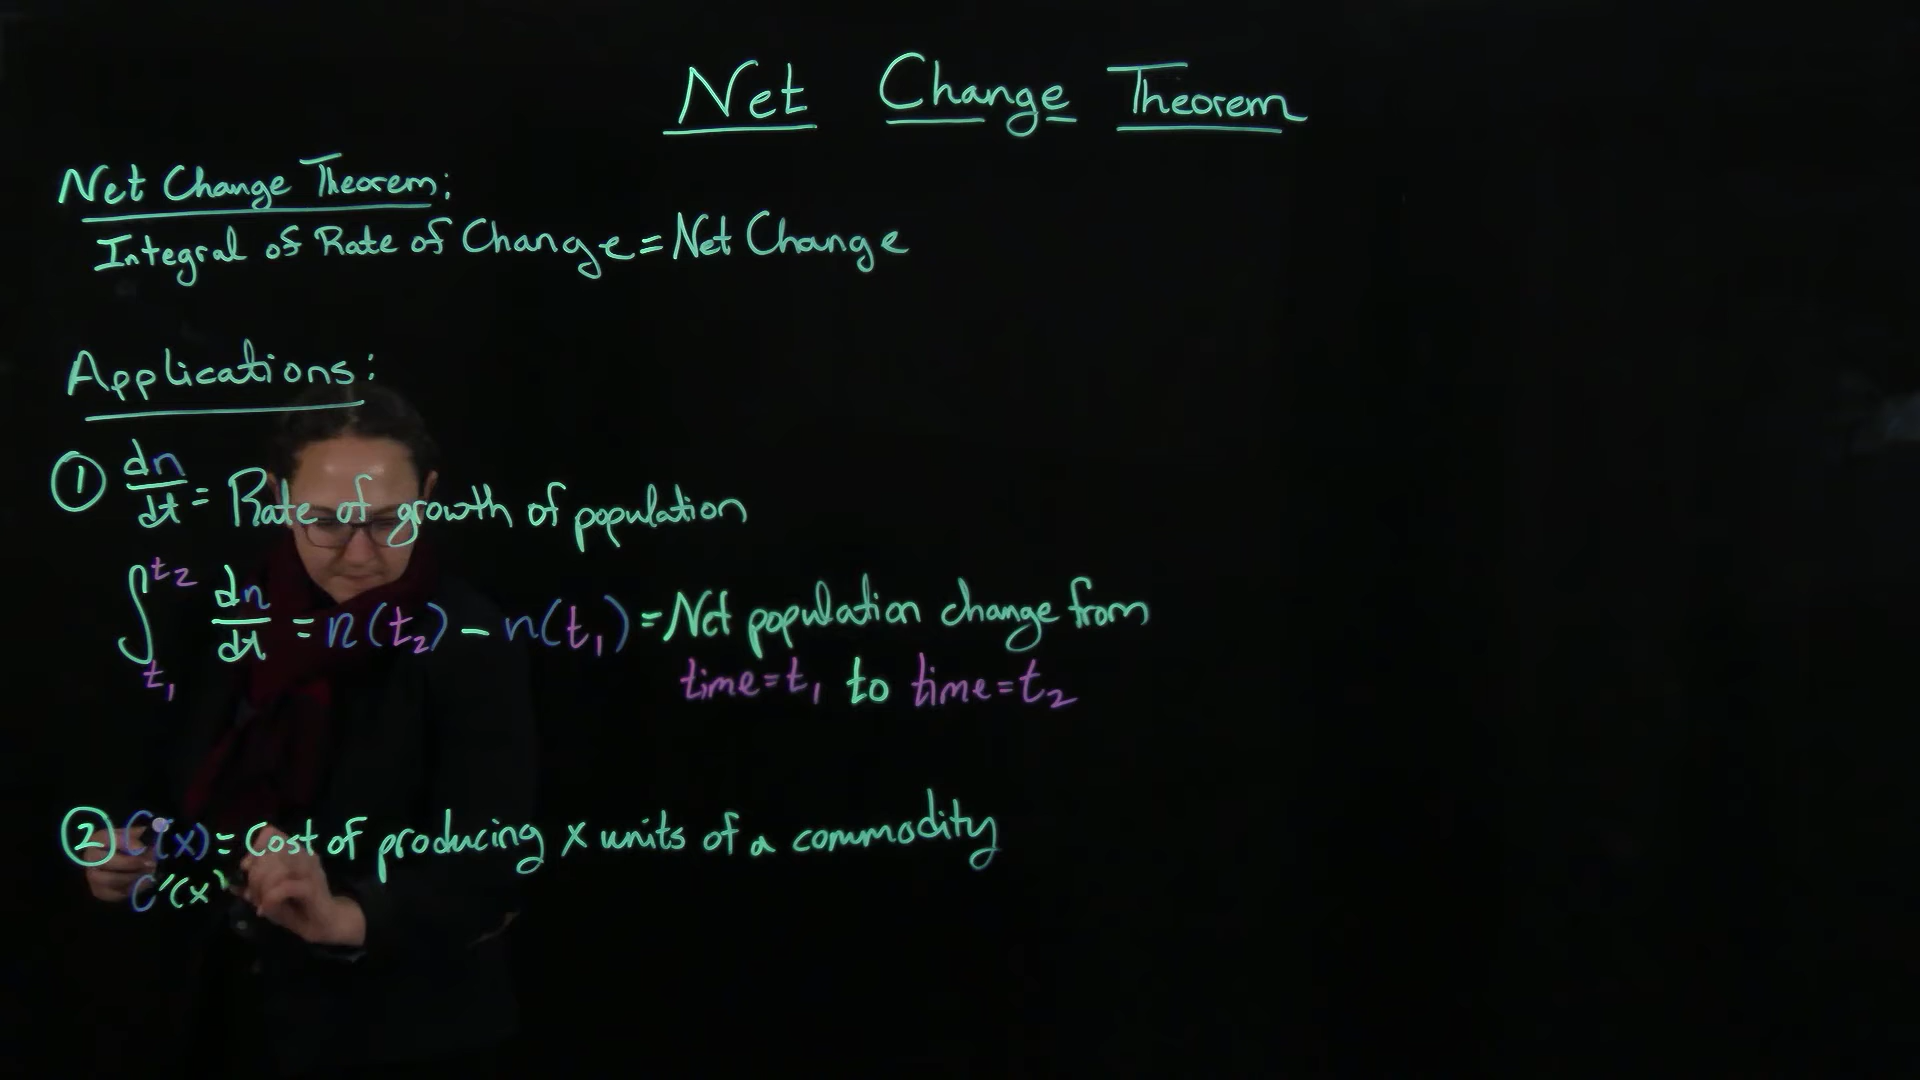 Net Change Theorem
Net Change Theorem:
Integral of Rate of Change = Net Change
Applications:
① dn/dt = Rate of growth of population
∫_{t₁}^{t₂} dn/dt = n(t₂) - n(t₁) = Net population change from
time = t₁ to time = t₂
② C(x) = Cost of producing x units of a commodity
C'(x)